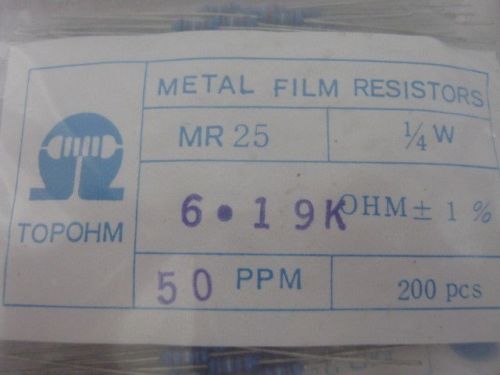 METAL FILM RESISTORS
MR 25 1/4 W
TOPOHM
6•19K OHM ± 1 %
50 PPM 200 pcs